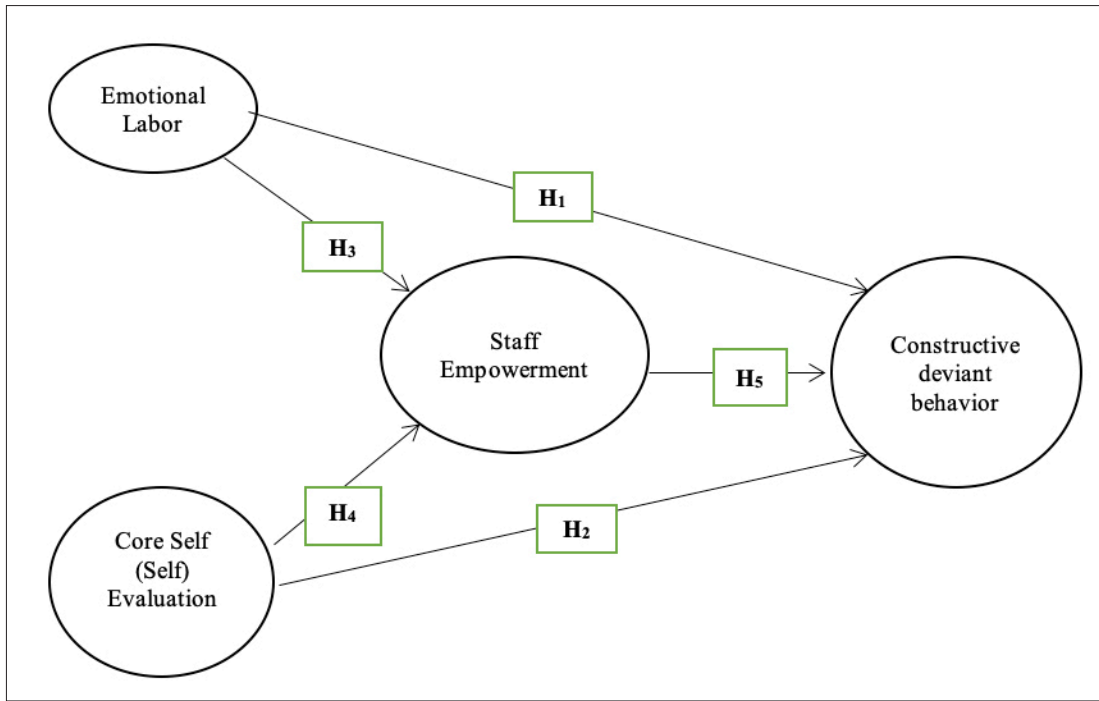 Emotional
Labor
H₁
H₃
Staff
Empowerment
Constructive
deviant
behavior
H₅
H₄
H₂
Core Self
(Self)
Evaluation